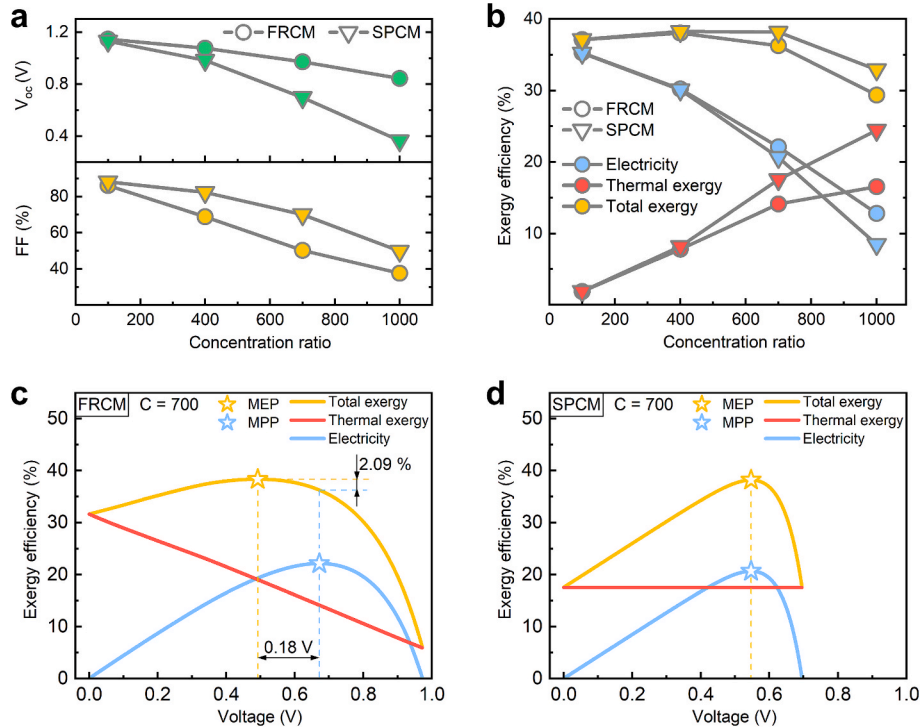 a
FRCM SPCM
1.2
0.8
0.4
Voc (V)
80
60
40
FF (%)
0 200 400 600 800 1000
Concentration ratio
b
40
30
20
10
Exergy efficiency (%)
FRCM
SPCM
Electricity
Thermal exergy
Total exergy
0 200 400 600 800 1000
Concentration ratio
c
FRCM C = 700
MEP Total exergy
MPP Thermal exergy
Electricity
50
40
30
20
10
0
Exergy efficiency (%)
2.09 %
0.18 V
0.0 0.2 0.4 0.6 0.8 1.0
Voltage (V)
d
SPCM C = 700
MEP Total exergy
MPP Thermal exergy
Electricity
50
40
30
20
10
0
Exergy efficiency (%)
0.0 0.2 0.4 0.6 0.8 1.0
Voltage (V)